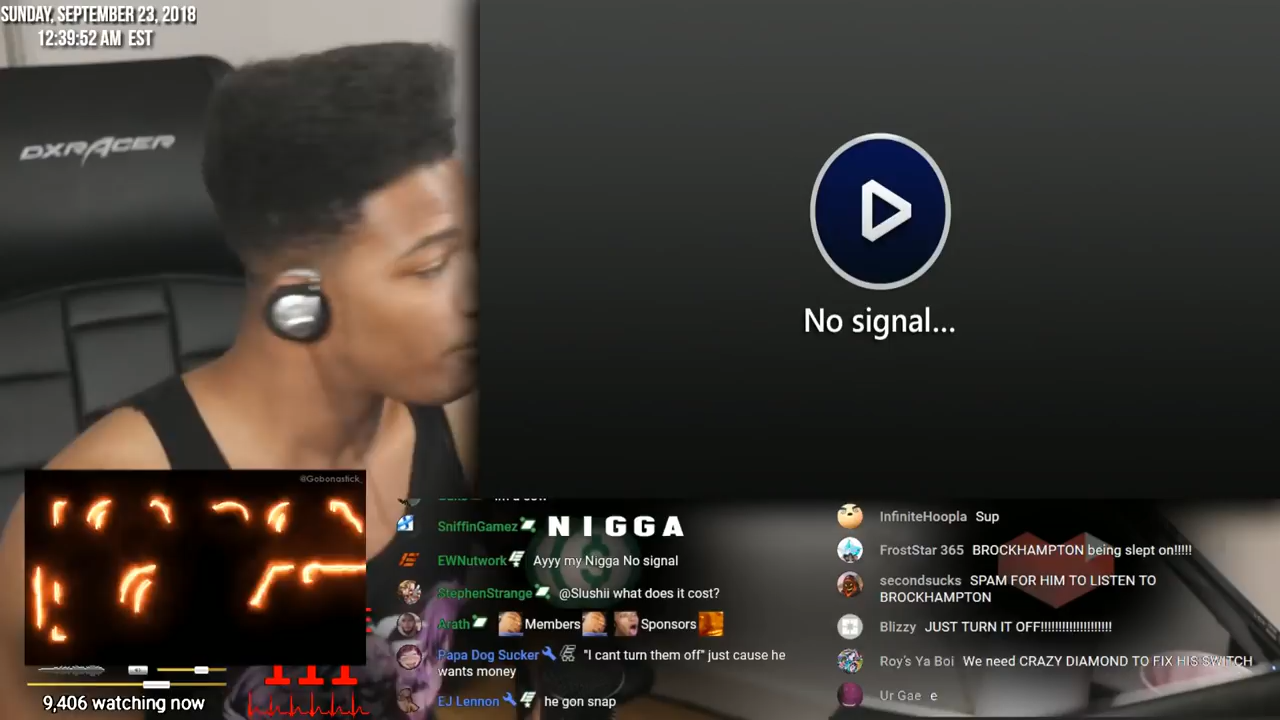 SUNDAY, SEPTEMBER 23, 2018
12:39:52 AM EST
DXRACER
No signal...
@Gobonastick_
9,406 watching now
SniffinGamez NIGGA
EWNutwork Ayyy my Nigga No signal
StephenStrange @Slushii what does it cost?
Arath Members Sponsors
Papa Dog Sucker "I cant turn them off" just cause he
wants money
EJ Lennon he gon snap
InfiniteHoopla Sup
FrostStar 365 BROCKHAMPTON being slept on!!!!!
secondsucks SPAM FOR HIM TO LISTEN TO
BROCKHAMPTON
Blizzy JUST TURN IT OFF!!!!!!!!!!!!!!!!!!!!
Roy's Ya Boi We need CRAZY DIAMOND TO FIX HIS SWITCH
Ur Gae e